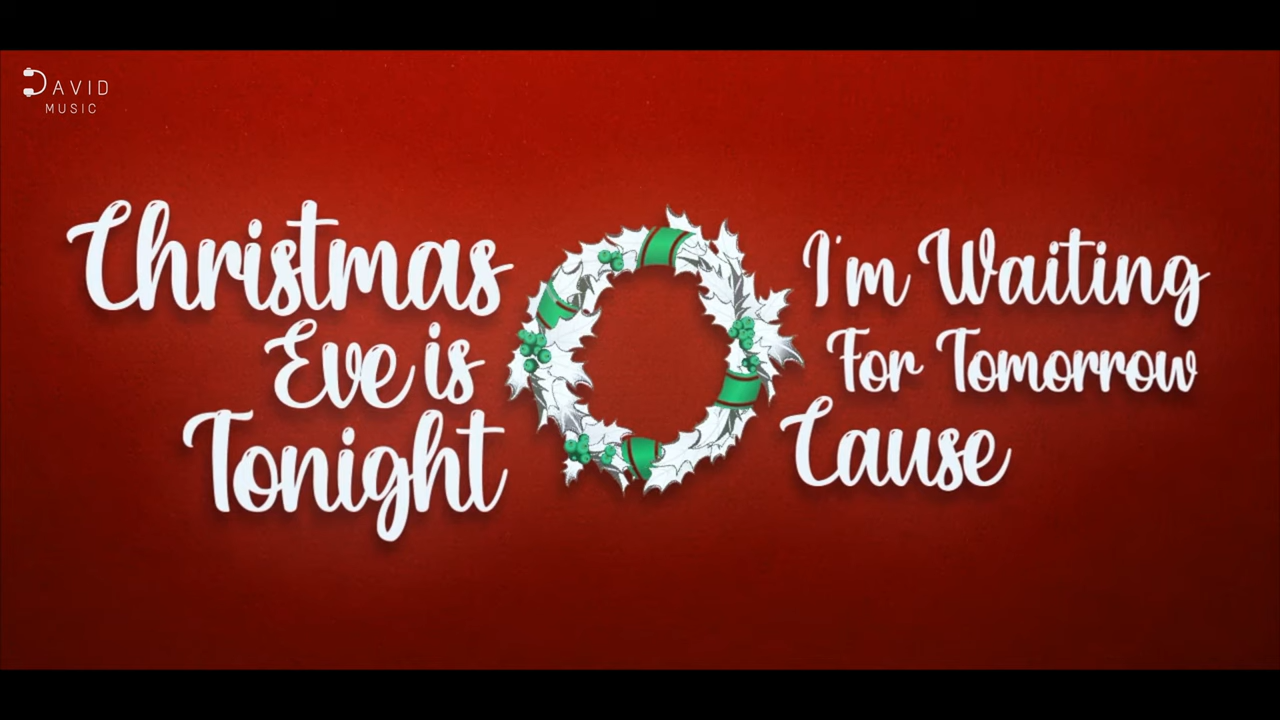 DAVID
MUSIC
Christmas
Eve is
Tonight
I'm Waiting
For Tomorrow
Cause